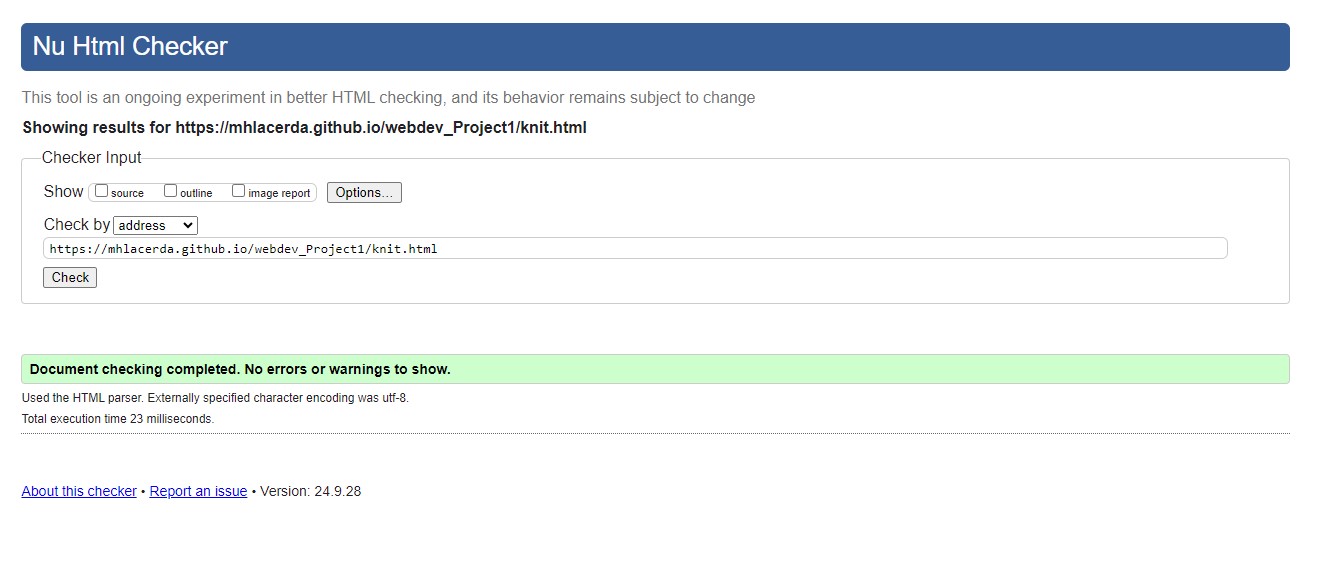 Nu Html Checker
This tool is an ongoing experiment in better HTML checking, and its behavior remains subject to change
Showing results for https://mhlacerda.github.io/webdev_Project1/knit.html
Checker Input
Show source outline image report Options...
Check by address
https://mhlacerda.github.io/webdev_Project1/knit.html
Check
Document checking completed. No errors or warnings to show.
Used the HTML parser. Externally specified character encoding was utf-8.
Total execution time 23 milliseconds.
About this checker • Report an issue • Version: 24.9.28